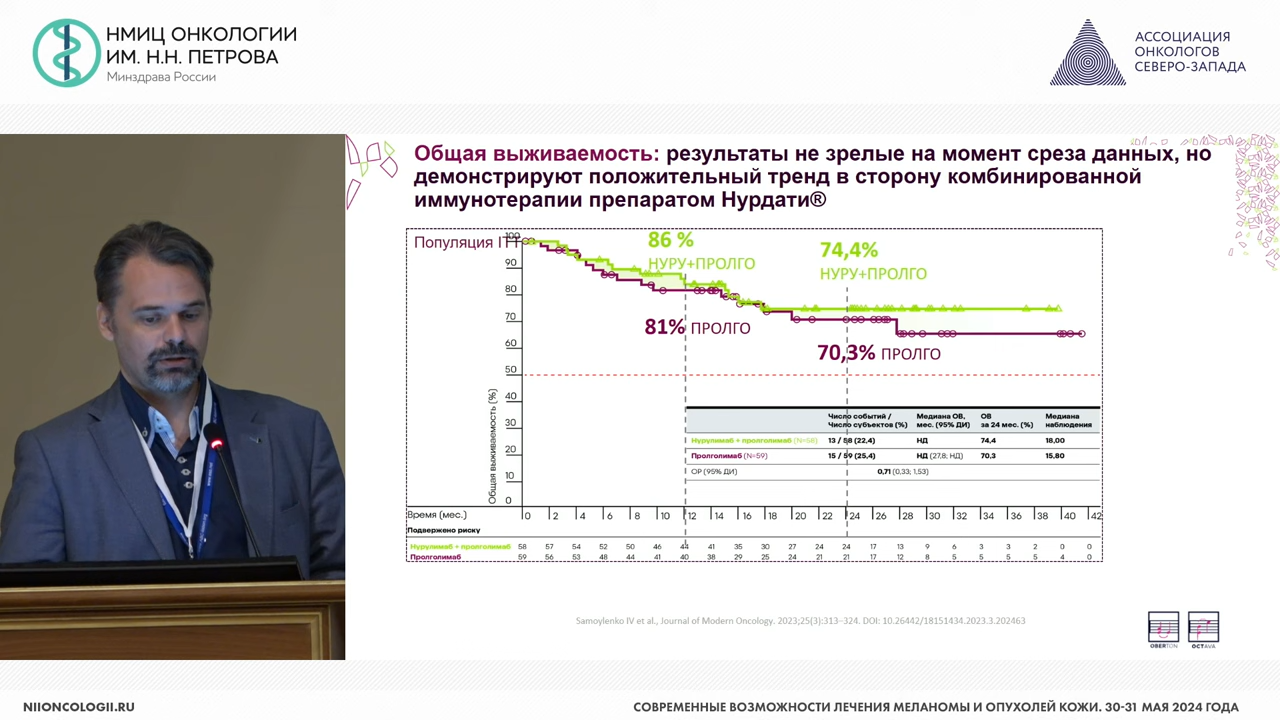 НМИЦ ОНКОЛОГИИ
ИМ. Н.Н. ПЕТРОВА
Минздрава России
АССОЦИАЦИЯ
ОНКОЛОГОВ
СЕВЕРО-ЗАПАДА
Общая выживаемость: результаты не зрелые на момент среза данных, но
демонстрируют положительный тренд в сторону комбинированной
иммунотерапии препаратом Нурдати®
Популяция ITT
86 %
НУРУ+ПРОЛГО
74,4%
НУРУ+ПРОЛГО
81% ПРОЛГО
70,3% ПРОЛГО
Общая выживаемость (%)
100
90
80
70
60
50
40
30
20
10
0
Число событий / Медиана ОВ, ОВ Медиана
Число субъектов (%) мес. (95% ДИ) за 24 мес. (%) наблюдения
Нурулимаб + пролголимаб (N=58) 13 / 58 (22,4) НД 74,4 18,00
Пролголимаб (N=59) 15 / 59 (25,4) НД (27,8; НД) 70,3 15,80
ОР (95% ДИ) 0,71 (0,33; 1,53)
Время (мес.) 0 2 4 6 8 10 12 14 16 18 20 22 24 26 28 30 32 34 36 38 40 42
Подвержено риску
Нурулимаб + пролголимаб 58 57 54 52 50 46 44 41 35 30 27 24 24 17 13 9 6 3 3 2 0 0
Пролголимаб 59 56 53 48 44 41 40 38 29 25 24 21 21 17 12 8 5 5 5 5 4 0
Samoylenko IV et al., Journal of Modern Oncology. 2023;25(3):313–324. DOI: 10.26442/18151434.2023.3.202463
OBERTON
OCTAVA
NIIONCOLOGII.RU
СОВРЕМЕННЫЕ ВОЗМОЖНОСТИ ЛЕЧЕНИЯ МЕЛАНОМЫ И ОПУХОЛЕЙ КОЖИ. 30-31 МАЯ 2024 ГОДА